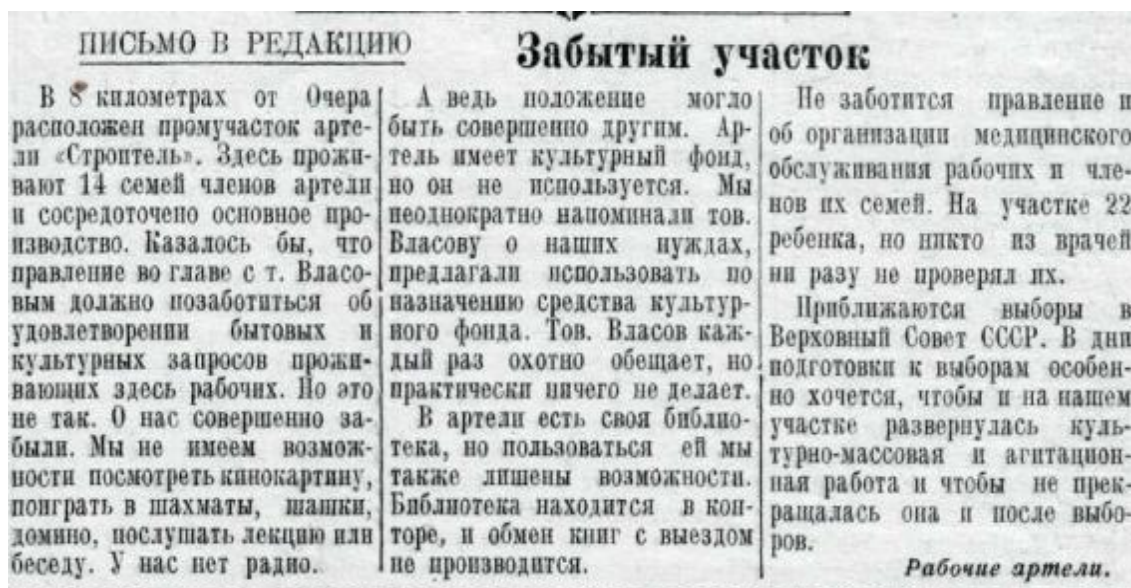 ПИСЬМО В РЕДАКЦИЮ
Забытый участок
В 8 километрах от Очера
расположен промучасток арте-
ли «Строитель». Здесь прожи-
вают 14 семей членов артели
и сосредоточено основное про-
изводство. Казалось бы, что
правление во главе с т. Власо-
вым должно позаботиться об
удовлетворении бытовых и
культурных запросов прожи-
вающих здесь рабочих. Но это
не так. О нас совершенно за-
были. Мы не имеем возмож-
ности посмотреть кинокартину,
поиграть в шахматы, шашки,
домино, послушать лекцию или
беседу. У нас нет радио.
А ведь положение могло
быть совершенно другим. Ар-
тель имеет культурный фонд,
но он не используется. Мы
неоднократно напоминали тов.
Власову о наших нуждах,
предлагали использовать по
назначению средства культур-
ного фонда. Тов. Власов каж-
дый раз охотно обещает, но
практически ничего не делает.
В артели есть своя библио-
тека, но пользоваться ей мы
также лишены возможности.
Библиотека находится в кон-
торе, и обмен книг с выездом
не производится.
Не заботится правление и
об организации медицинского
обслуживания рабочих и чле-
нов их семей. На участке 22
ребенка, но никто из врачей
ни разу не проверял их.
Приближаются выборы в
Верховный Совет СССР. В дни
подготовки к выборам особен-
но хочется, чтобы и на нашем
участке развернулась куль-
турно-массовая и агитацион-
ная работа и чтобы не прек-
ращалась она и после выбо-
ров.
Рабочие артели.